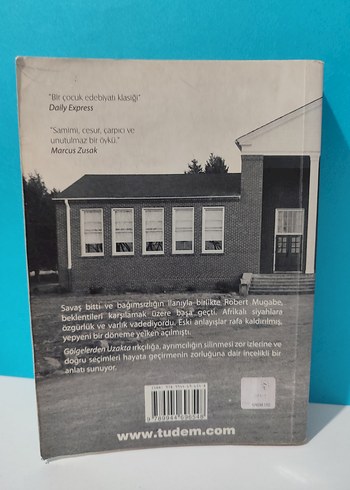 "Bir çocuk edebiyatı klasiği"
Daily Express
"Samimi, cesur, çarpıcı ve
unutulmaz bir öykü."
Marcus Zusak
Savaş bitti ve bağımsızlığın ilanıyla birlikte Robert Mugabe,
beklentileri karşılamak üzere başa geçti. Afrikalı siyahlara
özgürlük ve varlık vadediyordu. Eski anlayışlar rafa kaldırılmış,
yepyeni bir döneme yelken açılmıştı.
Gölgelerden Uzakta ırkçılığa, ayrımcılığın silinmesi zor izlerine ve
doğru seçimleri hayata geçirmenin zorluğuna dair incelikli bir
anlatı sunuyor.
www.tudem.com